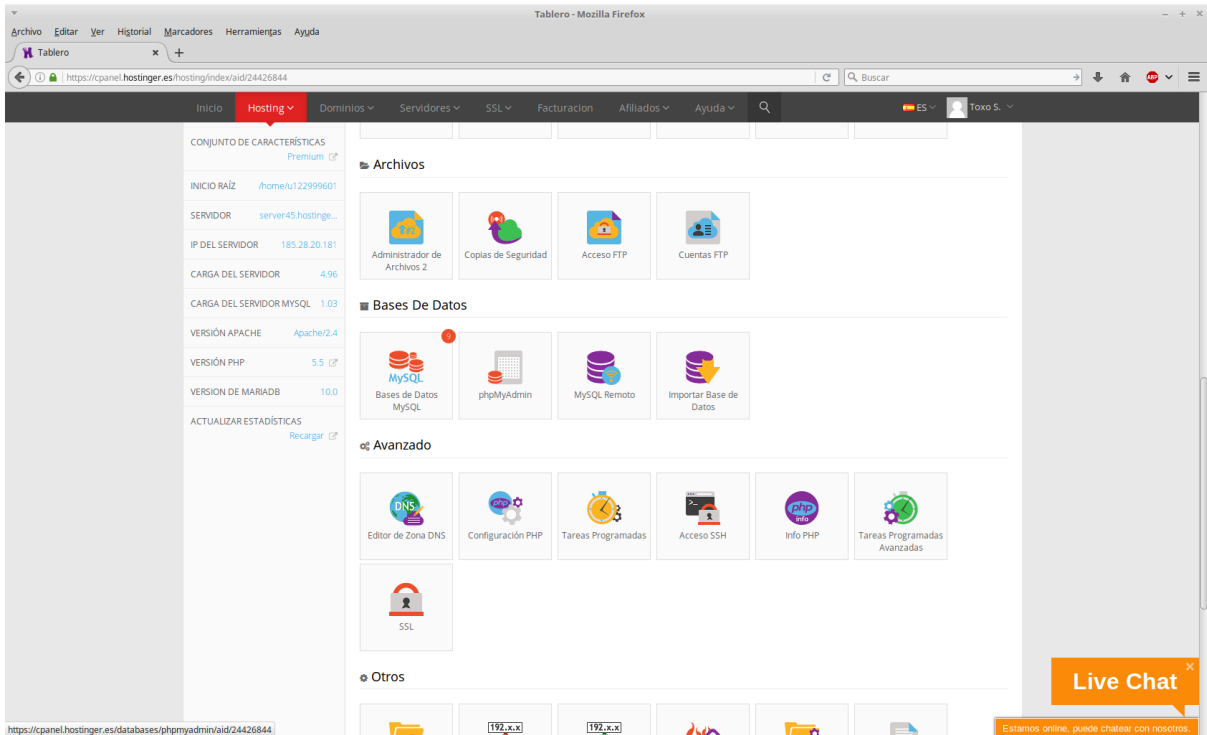 Tablero - Mozilla Firefox
Archivo Editar Ver Historial Marcadores Herramientas Ayuda
Tablero
https://cpanel.hostinger.es/hosting/index/aid/24426844
Buscar
ABP
Inicio Hosting Dominios Servidores SSL Facturacion Afiliados Ayuda ES Toxo S.
CONJUNTO DE CARACTERÍSTICAS
Premium
INICIO RAÍZ /home/u122999601
SERVIDOR server45.hostinge...
IP DEL SERVIDOR 185.28.20.181
CARGA DEL SERVIDOR 4.96
CARGA DEL SERVIDOR MYSQL 1.03
VERSIÓN APACHE Apache/2.4
VERSIÓN PHP 5.5
VERSION DE MARIADB 10.0
ACTUALIZAR ESTADÍSTICAS
Recargar
Archivos
Administrador de
Archivos 2
Copias de Seguridad
Acceso FTP
Cuentas FTP
Bases De Datos
9
MySQL
Bases de Datos
MySQL
phpMyAdmin
MySQL Remoto
Importar Base de
Datos
Avanzado
DNS
Editor de Zona DNS
php
Configuración PHP
Tareas Programadas
Acceso SSH
php
info
Info PHP
Tareas Programadas
Avanzadas
SSL
Otros
192.x.x
192.x.x
Live Chat
Estamos online, puede chatear con nosotros.
https://cpanel.hostinger.es/databases/phpmyadmin/aid/24426844